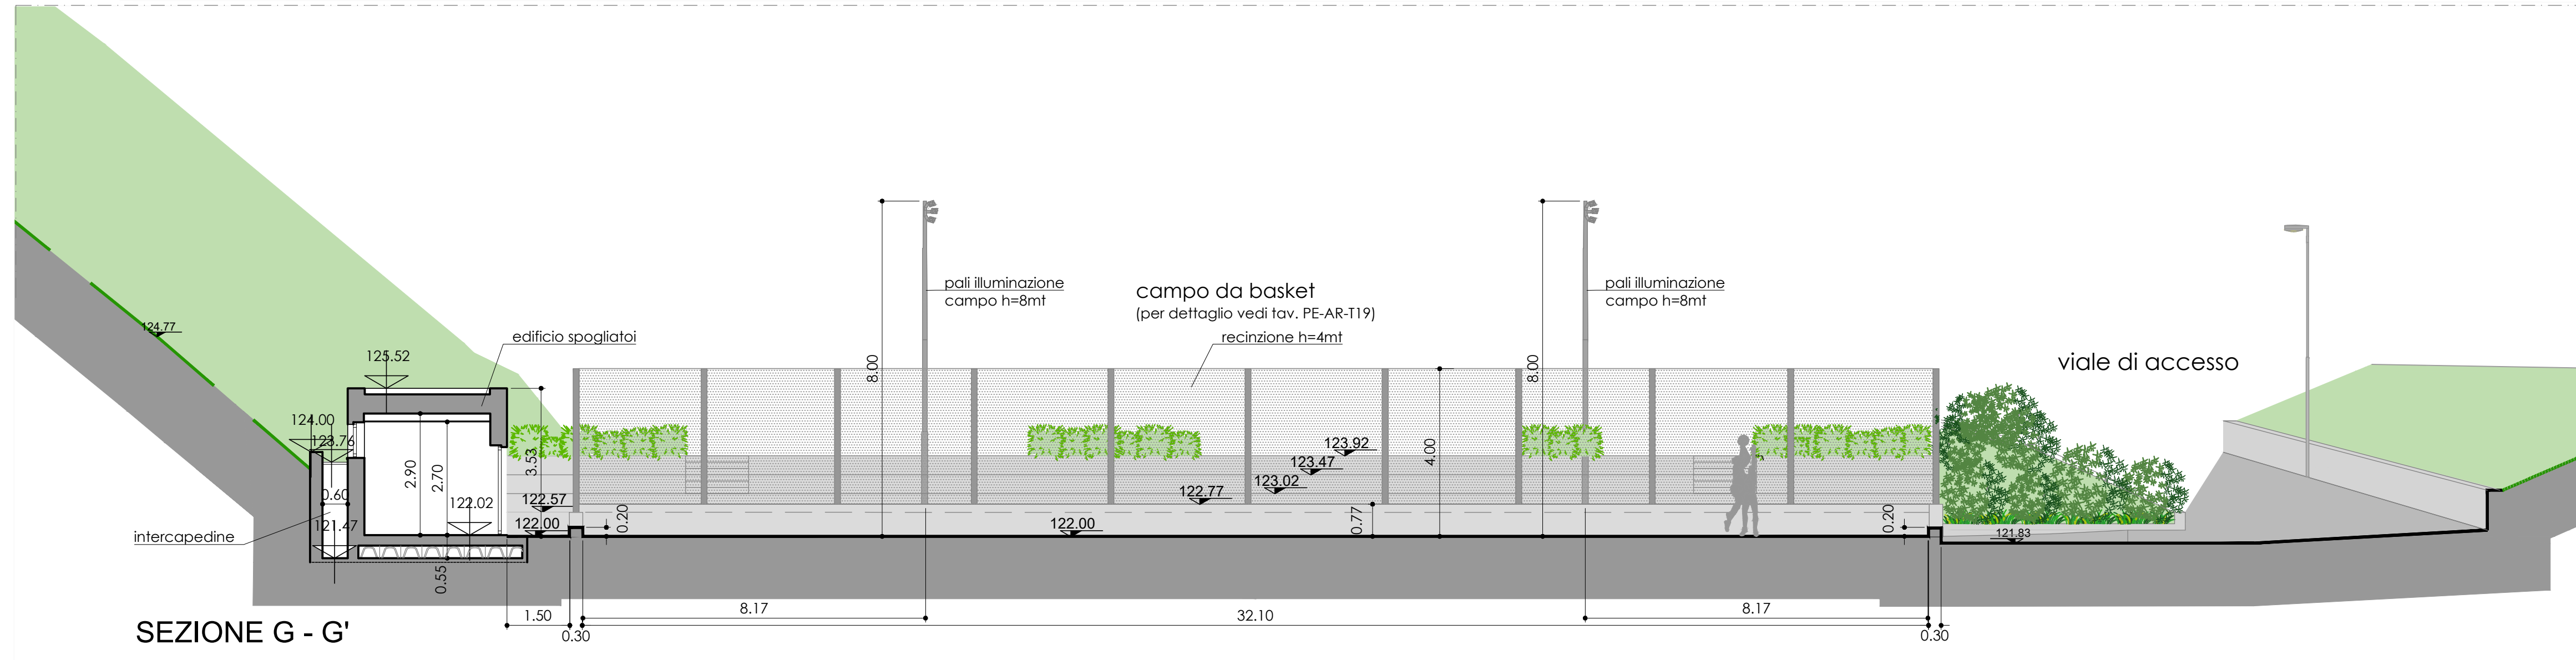 pali illuminazione
campo h=8mt
campo da basket
(per dettaglio vedi tav. PE-AR-T19)
recinzione h=4mt
pali illuminazione
campo h=8mt
viale di accesso
124.77
edificio spogliatoi
125.52
8.00
8.00
124.00
123.76
2.90
2.70
3.53
4.00
123.92
123.47
123.02
122.77
0.60
122.02
122.57
121.47
122.00
0.20
122.00
0.77
0.20
121.83
intercapedine
0.55
1.50
0.30
8.17
32.10
8.17
0.30
SEZIONE G - G'